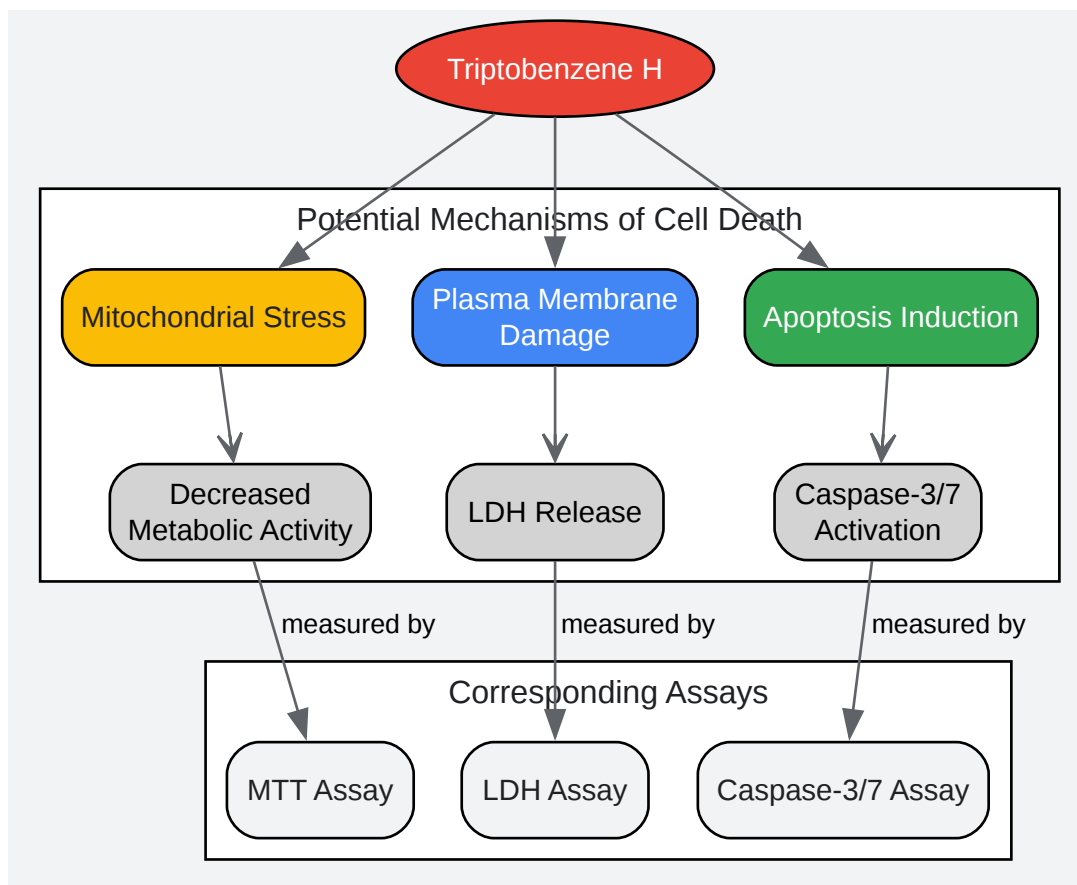 Triptobenzene H
Potential Mechanisms of Cell Death
Mitochondrial Stress
Plasma Membrane
Damage
Apoptosis Induction
Decreased
Metabolic Activity
LDH Release
Caspase-3/7
Activation
measured by
measured by
measured by
Corresponding Assays
MTT Assay
LDH Assay
Caspase-3/7 Assay